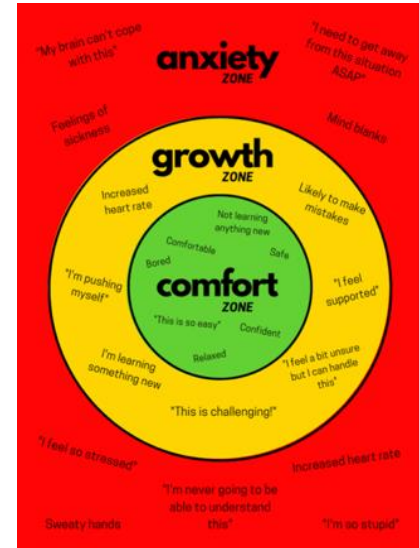 "My brain can't cope
with this"
anxiety
ZONE
"I need to get away
from this situation
ASAP"
Feelings of
sickness
Mind blanks
growth
ZONE
Increased
heart rate
Likely to make
mistakes
Not learning
anything new
Comfortable
Safe
Bored
comfort
ZONE
"I'm pushing
myself"
"I feel
supported"
"This is so easy"
Confident
Relaxed
I'm learning
something new
"I feel a bit unsure
but I can handle
this"
"This is challenging!"
"I feel so stressed"
Increased heart rate
"I'm never going to be
able to understand
this"
Sweaty hands
"I'm so stupid"